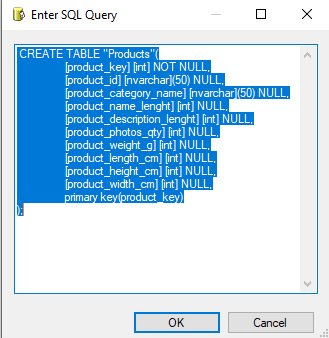 Enter SQL Query
CREATE TABLE "Products"(
[product_key] [int] NOT NULL,
[product_id] [nvarchar](50) NULL,
[product_category_name] [nvarchar](50) NULL,
[product_name_lenght] [int] NULL,
[product_description_lenght] [int] NULL,
[product_photos_qty] [int] NULL,
[product_weight_g] [int] NULL,
[product_length_cm] [int] NULL,
[product_height_cm] [int] NULL,
[product_width_cm] [int] NULL,
primary key(product_key)
);
OK Cancel